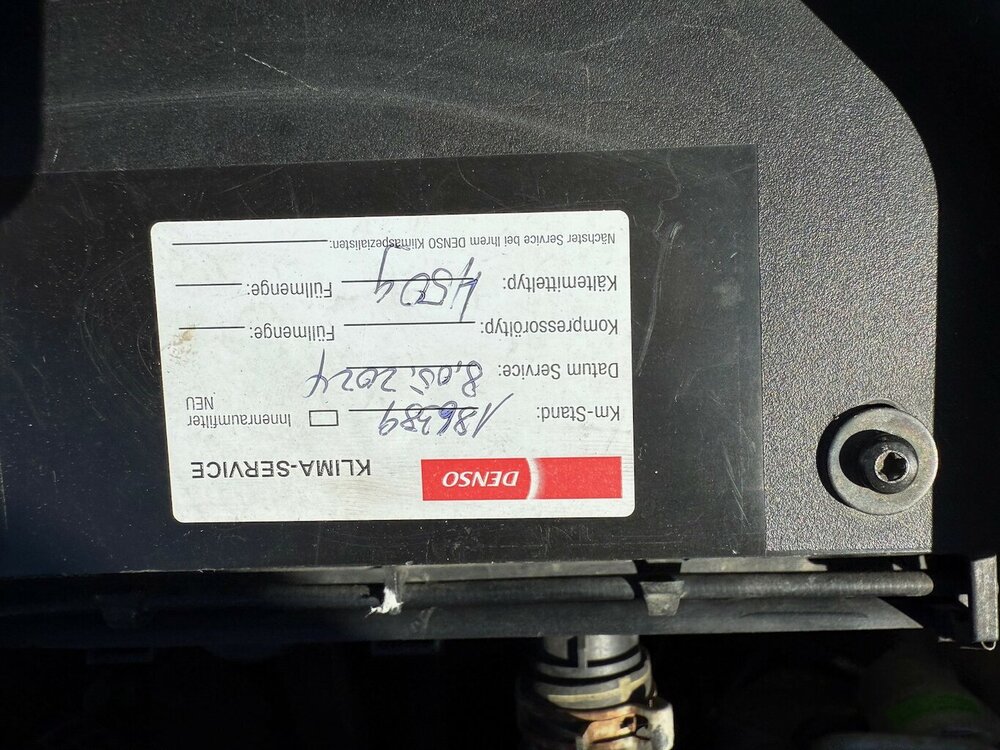 DENSO KLIMA-SERVICE
Km-Stand: 186389 Innenraumfilter
NEU
Datum Service: 8.05.2024
Kompressoröltyp: Füllmenge:
Kältemitteltyp: 450g Füllmenge:
Nächster Service bei Ihrem DENSO Klimaspezialisten: